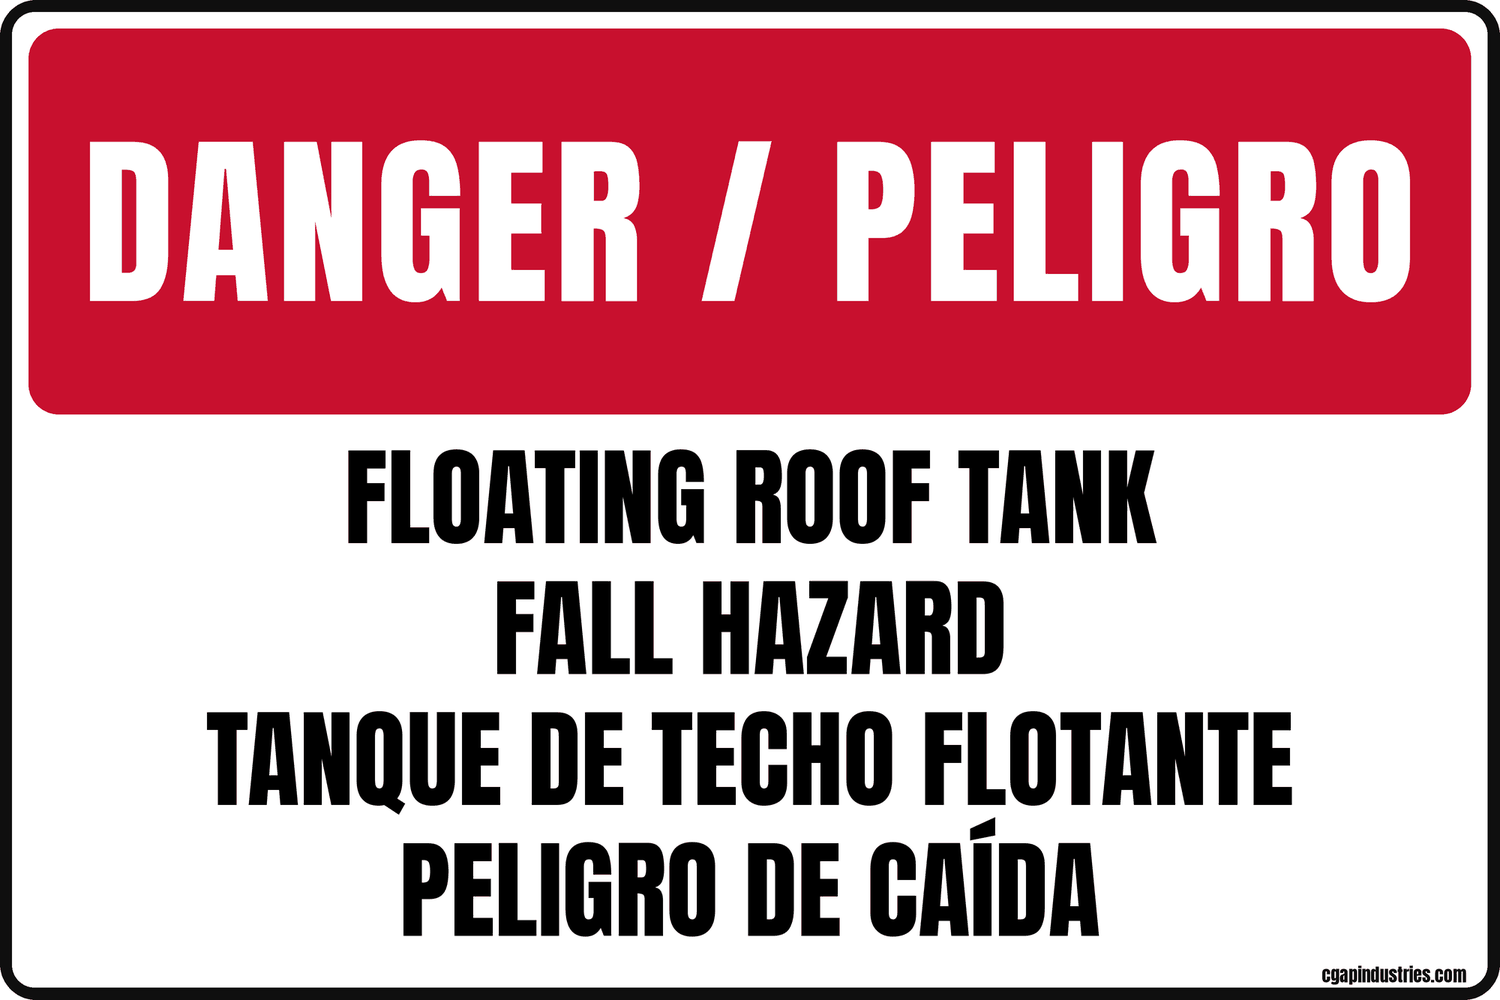 DANGER / PELIGRO
FLOATING ROOF TANK
FALL HAZARD
TANQUE DE TECHO FLOTANTE
PELIGRO DE CAÍDA
cgapindustries.com